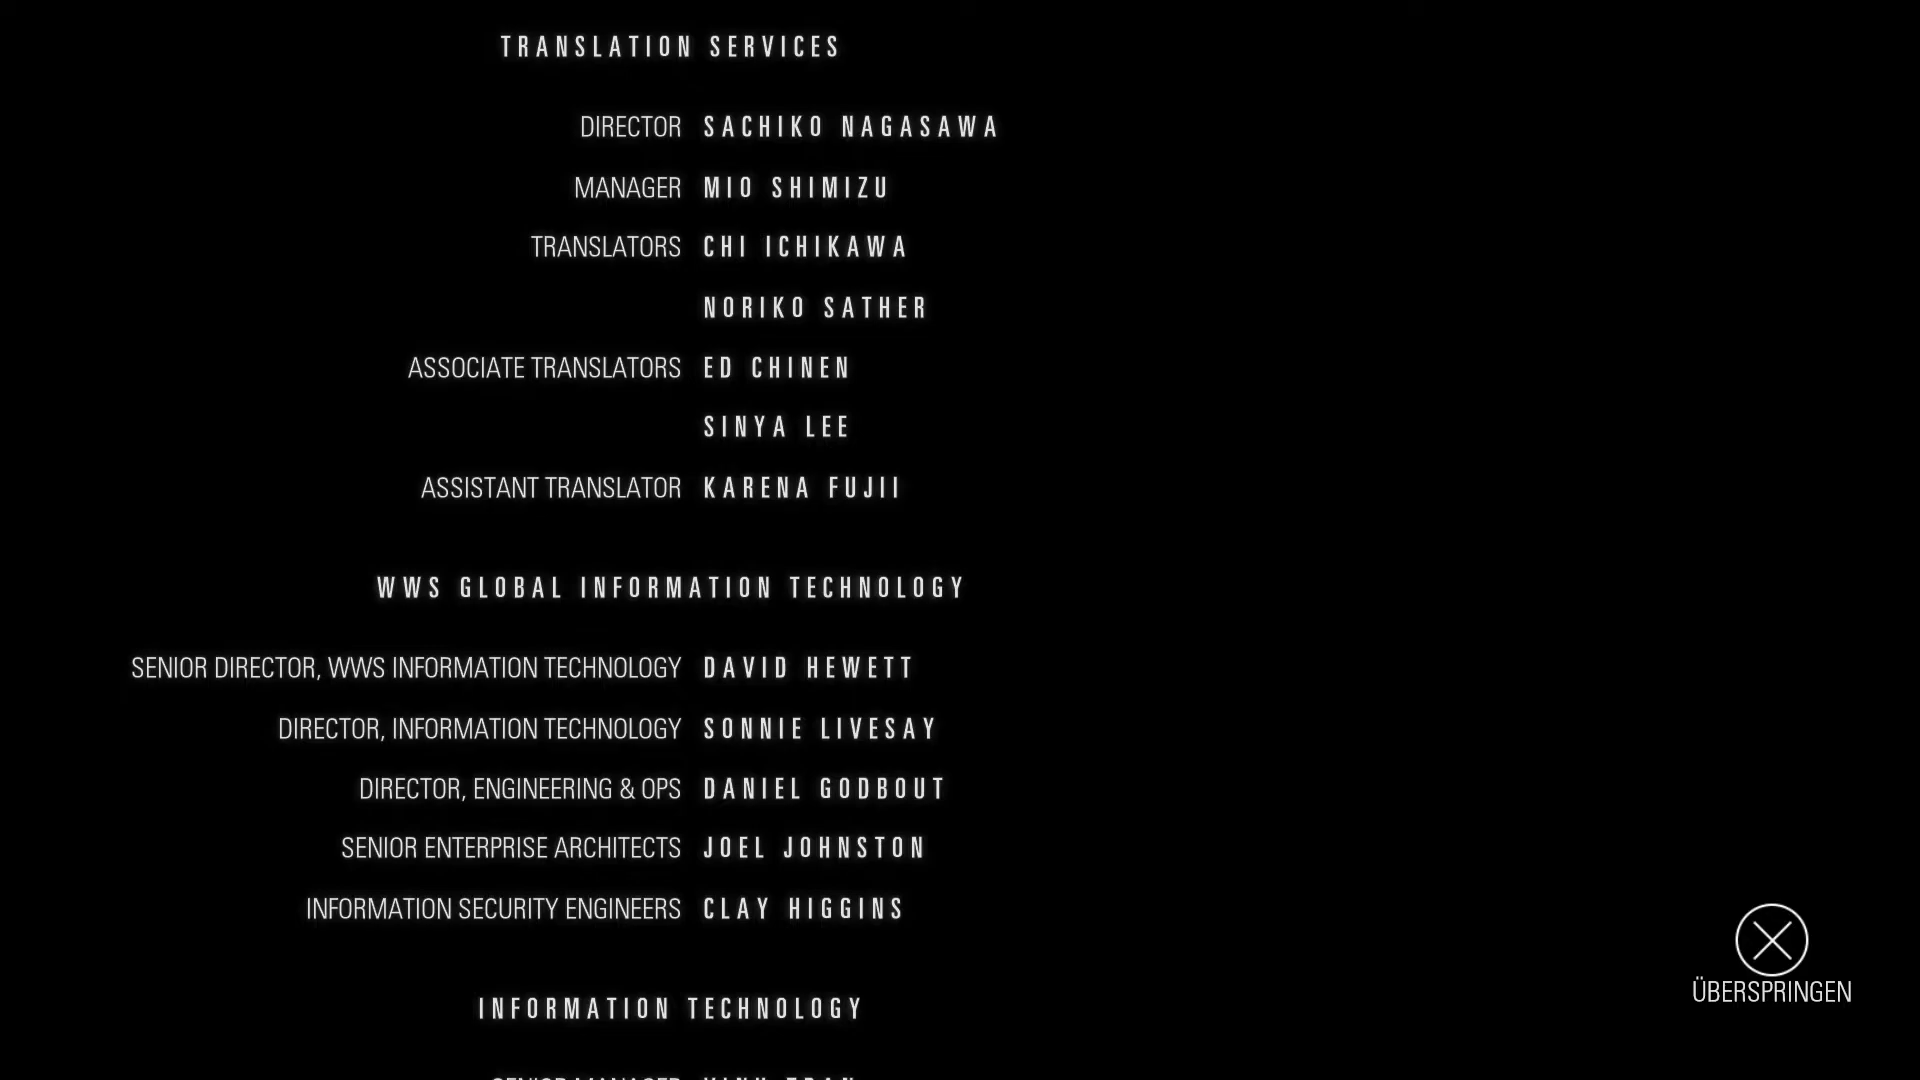 TRANSLATION SERVICES
DIRECTOR SACHIKO NAGASAWA
MANAGER MIO SHIMIZU
TRANSLATORS CHI ICHIKAWA
NORIKO SATHER
ASSOCIATE TRANSLATORS ED CHINEN
SINYA LEE
ASSISTANT TRANSLATOR KARENA FUJII
WWS GLOBAL INFORMATION TECHNOLOGY
SENIOR DIRECTOR, WWS INFORMATION TECHNOLOGY DAVID HEWETT
DIRECTOR, INFORMATION TECHNOLOGY SONNIE LIVESAY
DIRECTOR, ENGINEERING & OPS DANIEL GODBOUT
SENIOR ENTERPRISE ARCHITECTS JOEL JOHNSTON
INFORMATION SECURITY ENGINEERS CLAY HIGGINS
INFORMATION TECHNOLOGY
SENIOR MANAGER
ÜBERSPRINGEN